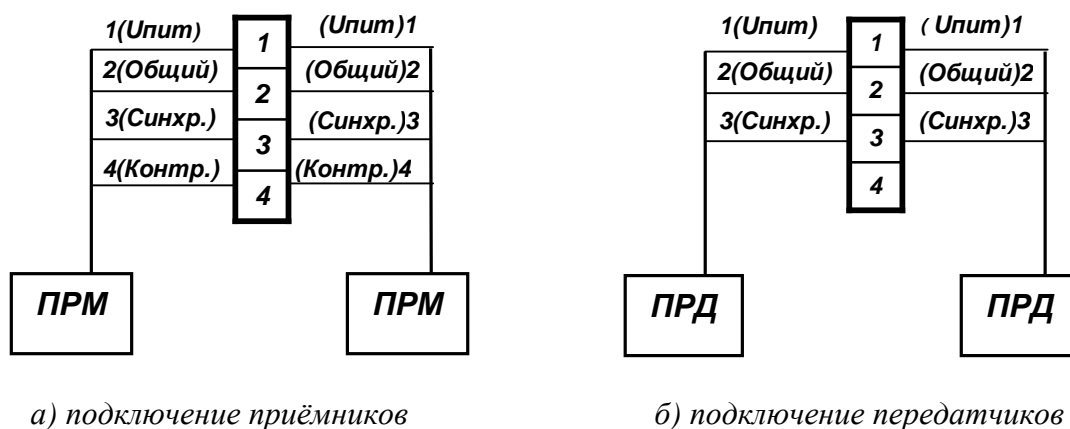 1(Uпит) 1 (Uпит)1
2(Общий) 2 (Общий)2
3(Синхр.) 3 (Синхр.)3
4(Контр.) 4 (Контр.)4
ПРМ ПРМ
а) подключение приёмников
1(Uпит) 1 ( Uпит)1
2(Общий) 2 (Общий)2
3(Синхр.) 3 (Синхр.)3
4
ПРД ПРД
б) подключение передатчиков